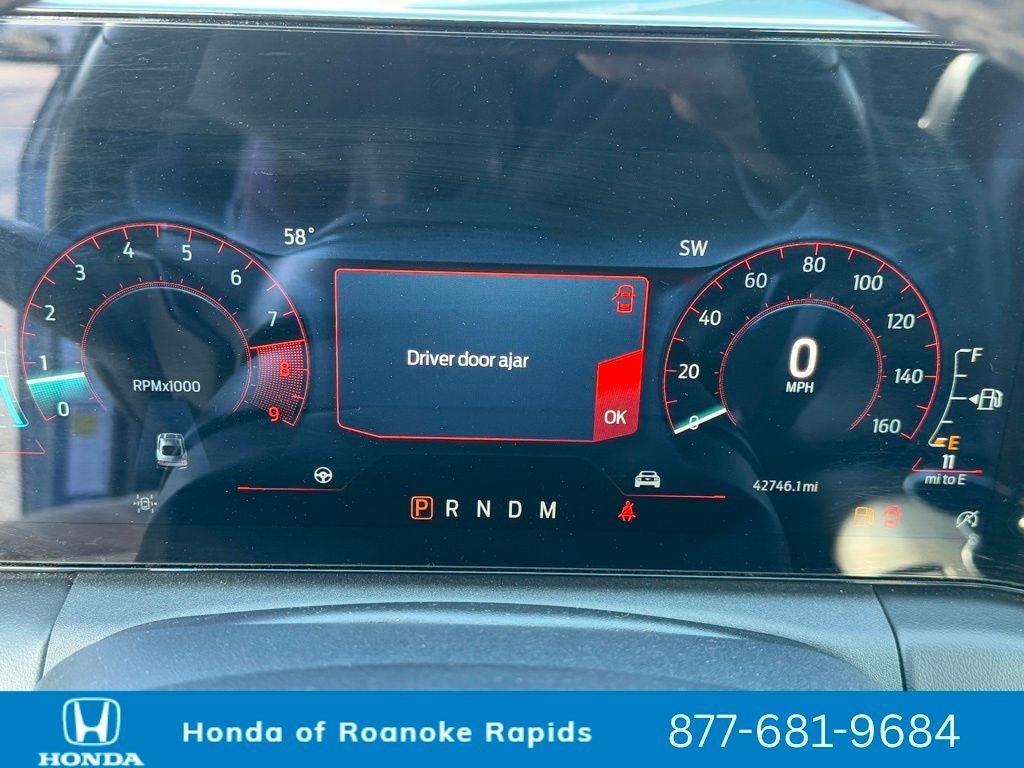 58°
SW
0 1 2 3 4 5 6 7 8 9
RPMx1000
Driver door ajar
OK
0 20 40 60 80 100 120 140 160
0
MPH
F
E
11
mi to E
42746.1 mi
P R N D M
HONDA
Honda of Roanoke Rapids
877-681-9684